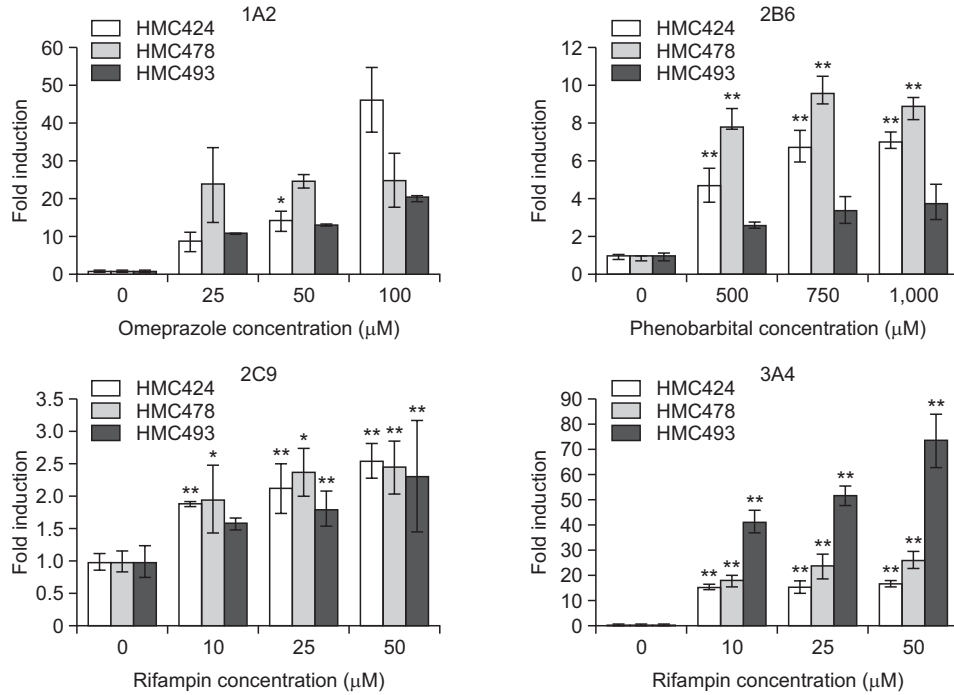 1A2
HMC424
HMC478
HMC493
60
50
40
30
20
10
0
Fold induction
*
0 25 50 100
Omeprazole concentration (μM)
2B6
HMC424
HMC478
HMC493
12
10
8
6
4
2
0
Fold induction
** ** ** ** ** **
0 500 750 1,000
Phenobarbital concentration (μM)
2C9
HMC424
HMC478
HMC493
3.5
3.0
2.5
2.0
1.5
1.0
0.5
0
Fold induction
** * ** * ** ** ** **
0 10 25 50
Rifampin concentration (μM)
3A4
HMC424
HMC478
HMC493
90
80
70
60
50
40
30
20
10
0
Fold induction
** ** ** ** ** ** ** ** **
0 10 25 50
Rifampin concentration (μM)